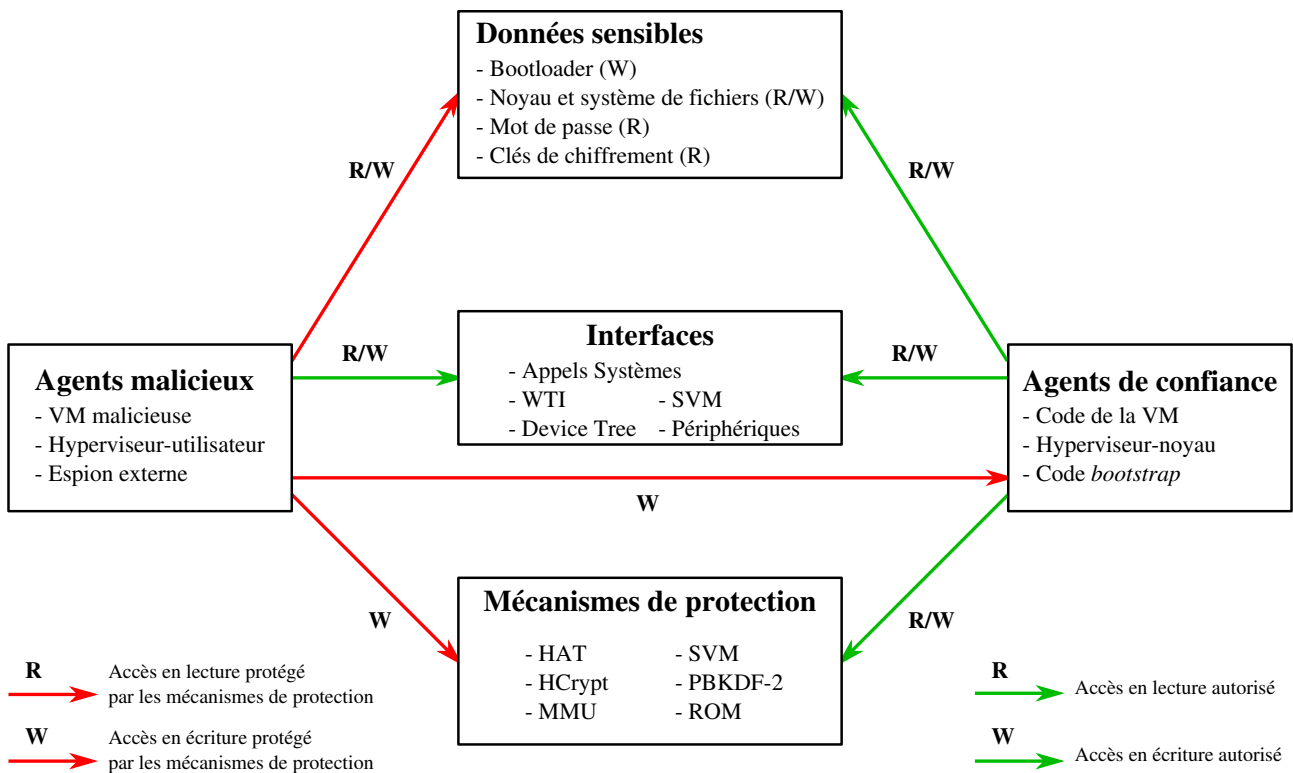 Données sensibles
- Bootloader (W)
- Noyau et système de fichiers (R/W)
- Mot de passe (R)
- Clés de chiffrement (R)
R/W
R/W
Interfaces
- Appels Systèmes
- WTI - SVM
- Device Tree - Périphériques
R/W
R/W
Agents malicieux
- VM malicieuse
- Hyperviseur-utilisateur
- Espion externe
Agents de confiance
- Code de la VM
- Hyperviseur-noyau
- Code bootstrap
W
Mécanismes de protection
- HAT - SVM
- HCrypt - PBKDF-2
- MMU - ROM
W
R/W
R
Accès en lecture protégé
par les mécanismes de protection
W
Accès en écriture protégé
par les mécanismes de protection
R
Accès en lecture autorisé
W
Accès en écriture autorisé